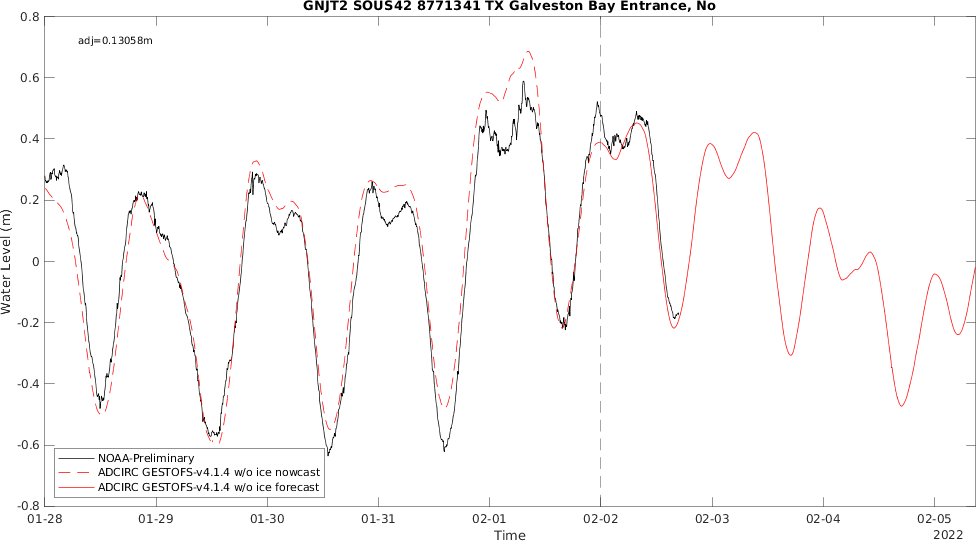 GNJT2 SOUS42 8771341 TX Galveston Bay Entrance, No
adj=0.13058m
0.8
0.6
0.4
0.2
0
-0.2
-0.4
-0.6
-0.8
Water Level (m)
NOAA-Preliminary
ADCIRC GESTOFS-v4.1.4 w/o ice nowcast
ADCIRC GESTOFS-v4.1.4 w/o ice forecast
01-28 01-29 01-30 01-31 02-01 02-02 02-03 02-04 02-05
Time
2022